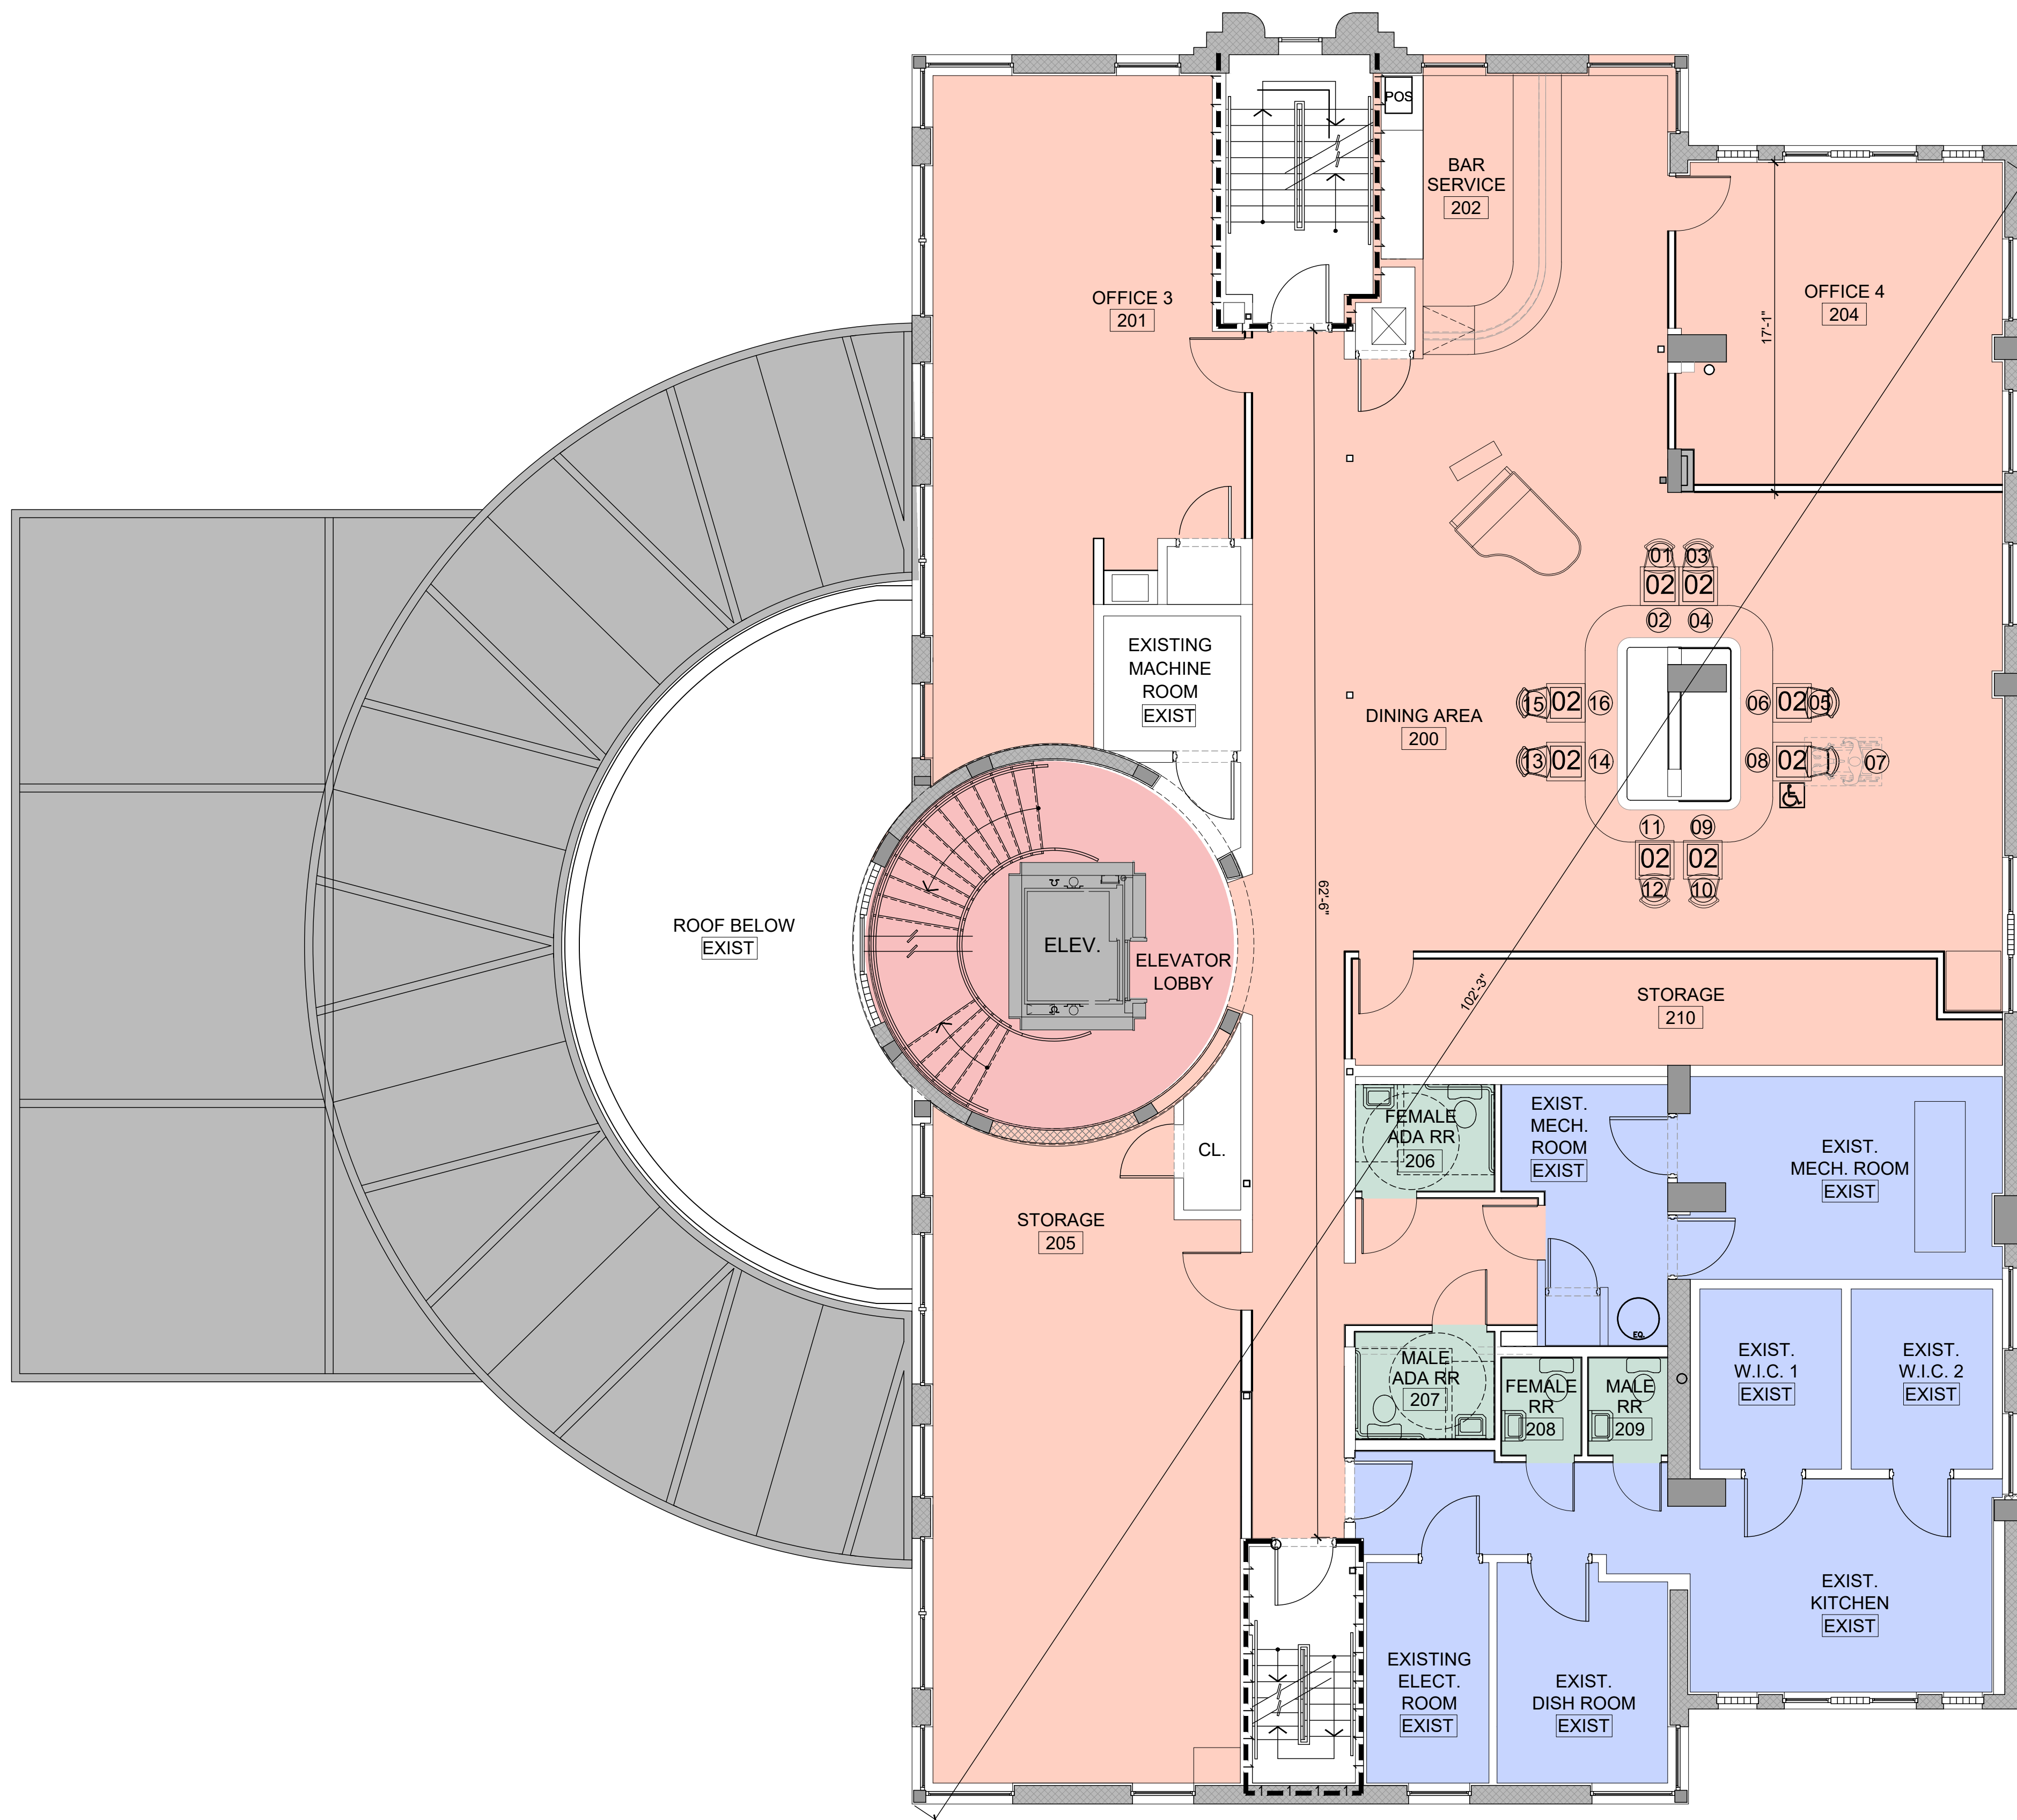 POS
BAR
SERVICE
202
OFFICE 3
201
OFFICE 4
204
17'-1"
01
03
02
02
02
04
EXISTING
MACHINE
ROOM
EXIST
DINING AREA
200
15
02
16
06
02
05
13
02
14
08
02
07
11
09
02
02
12
10
62'-6"
ROOF BELOW
EXIST
ELEV.
ELEVATOR
LOBBY
102'-3"
STORAGE
210
FEMALE
ADA RR
206
EXIST.
MECH.
ROOM
EXIST
EXIST.
MECH. ROOM
EXIST
CL.
STORAGE
205
EQ.
MALE
ADA RR
207
FEMALE
RR
208
MALE
RR
209
EXIST.
W.I.C. 1
EXIST
EXIST.
W.I.C. 2
EXIST
EXIST.
KITCHEN
EXIST
EXISTING
ELECT.
ROOM
EXIST
EXIST.
DISH ROOM
EXIST